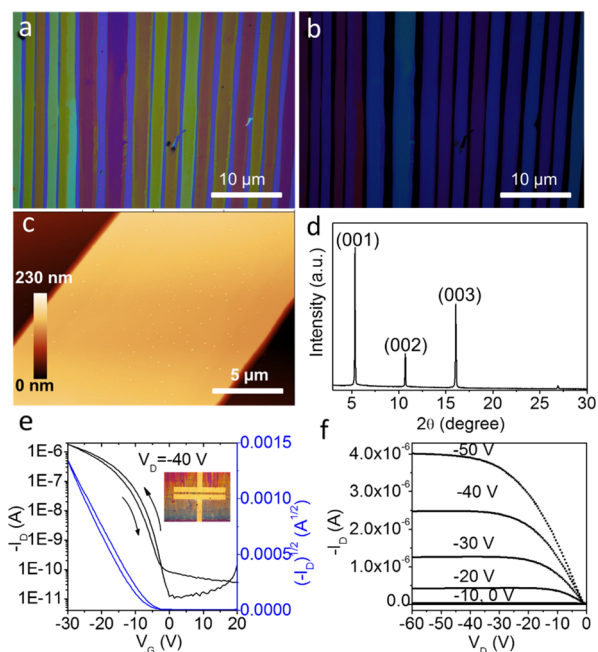 a
b
10 µm
10 µm
c
230 nm
0 nm
5 µm
d
(001)
(002)
(003)
Intensity (a.u.)
5 10 15 20 25 30
2θ (degree)
e
V_D=-40 V
1E-6
1E-7
1E-8
1E-9
1E-10
1E-11
-I_D (A)
0.0015
0.0010
0.0005
0.0000
(-I_D)^1/2 (A^1/2)
-30 -20 -10 0 10 20
V_G (V)
f
-50 V
-40 V
-30 V
-20 V
-10, 0 V
4.0x10^-6
3.0x10^-6
2.0x10^-6
1.0x10^-6
0.0
-I_D (A)
-60 -50 -40 -30 -20 -10 0
V_D (V)